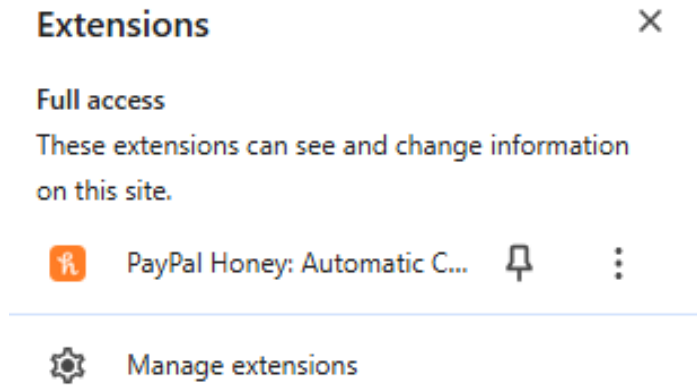 Extensions
Full access
These extensions can see and change information
on this site.
PayPal Honey: Automatic C...
Manage extensions